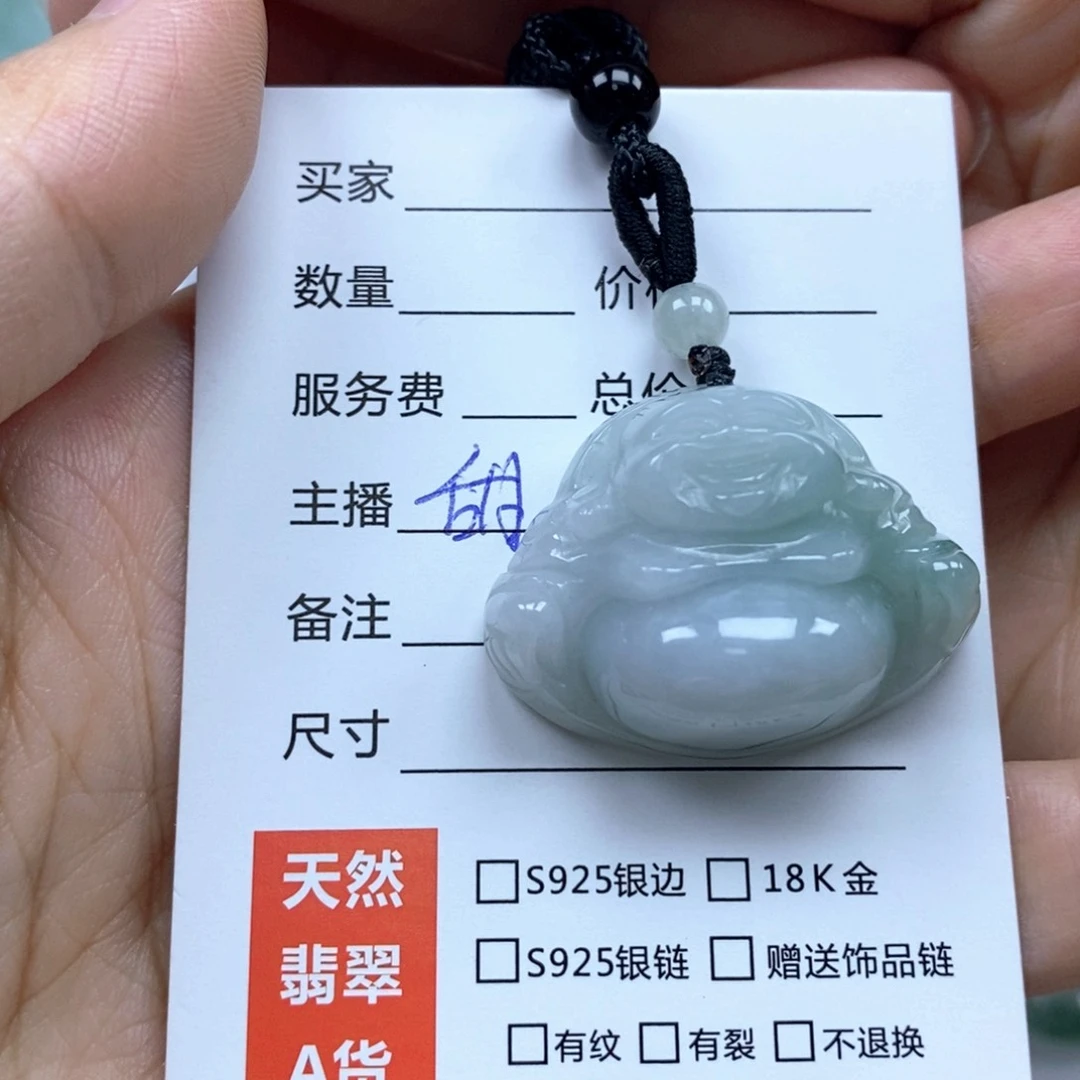 买家
数量 价
服务费 总价
主播 甜
备注
尺寸
天然
翡翠
A货
S925银边 18K金
S925银链 赠送饰品链
有纹 有裂 不退换